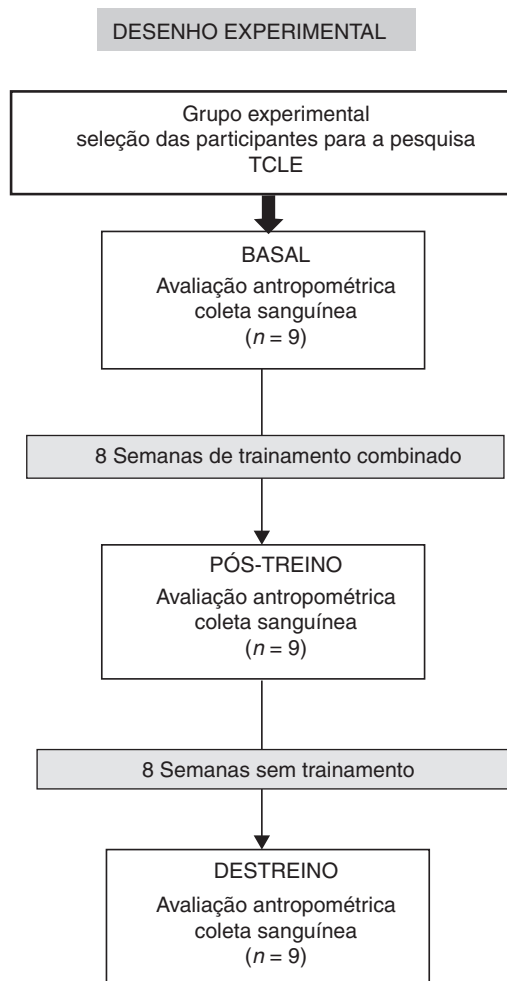 DESENHO EXPERIMENTAL
Grupo experimental
seleção das participantes para a pesquisa
TCLE
BASAL
Avaliação antropométrica
coleta sanguínea
(n = 9)
8 Semanas de trainamento combinado
PÓS-TREINO
Avaliação antropométrica
coleta sanguínea
(n = 9)
8 Semanas sem trainamento
DESTREINO
Avaliação antropométrica
coleta sanguínea
(n = 9)